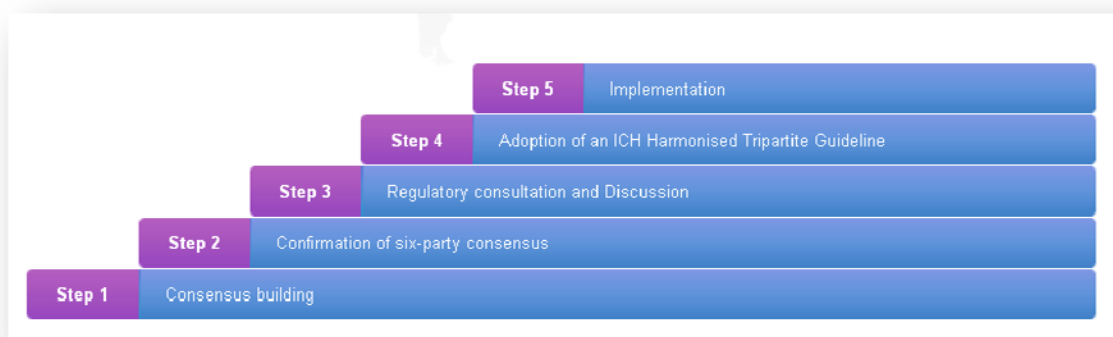 Step 5 Implementation
Step 4 Adoption of an ICH Harmonised Tripartite Guideline
Step 3 Regulatory consultation and Discussion
Step 2 Confirmation of six-party consensus
Step 1 Consensus building